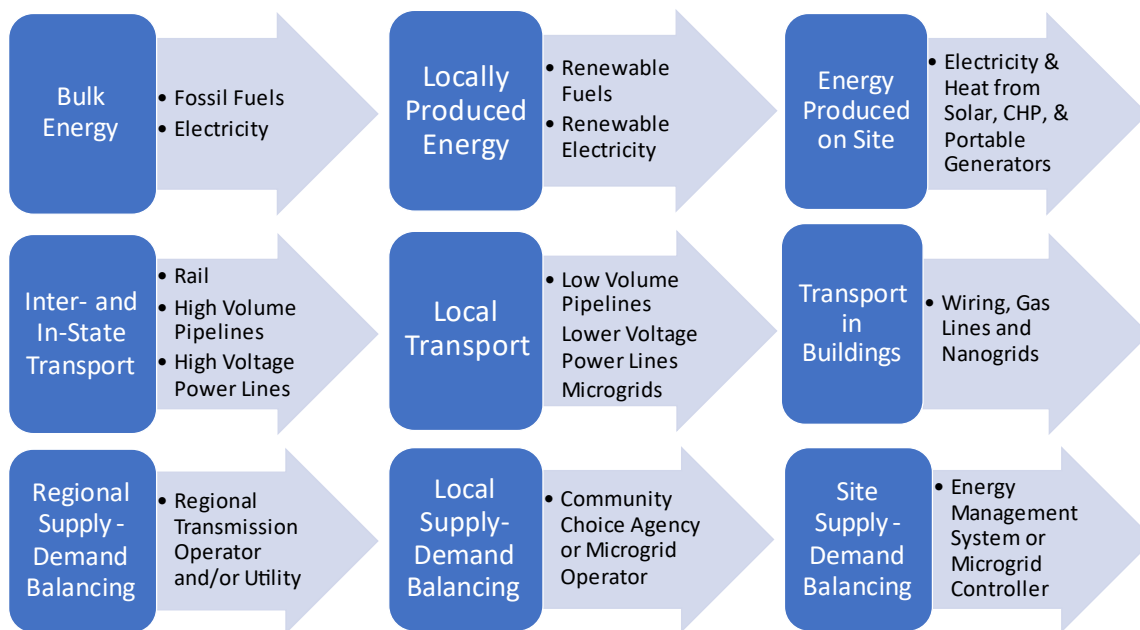 Bulk
Energy
• Fossil Fuels
• Electricity
Locally
Produced
Energy
• Renewable
Fuels
• Renewable
Electricity
Energy
Produced
on Site
• Electricity &
Heat from
Solar, CHP, &
Portable
Generators
Inter- and
In-State
Transport
• Rail
• High Volume
Pipelines
• High Voltage
Power Lines
Local
Transport
• Low Volume
Pipelines
Lower Voltage
Power Lines
Microgrids
Transport
in
Buildings
• Wiring, Gas
Lines and
Nanogrids
Regional
Supply -
Demand
Balancing
• Regional
Transmission
Operator
and/or Utility
Local
Supply-
Demand
Balancing
• Community
Choice Agency
or Microgrid
Operator
Site
Supply -
Demand
Balancing
• Energy
Management
System or
Microgrid
Controller